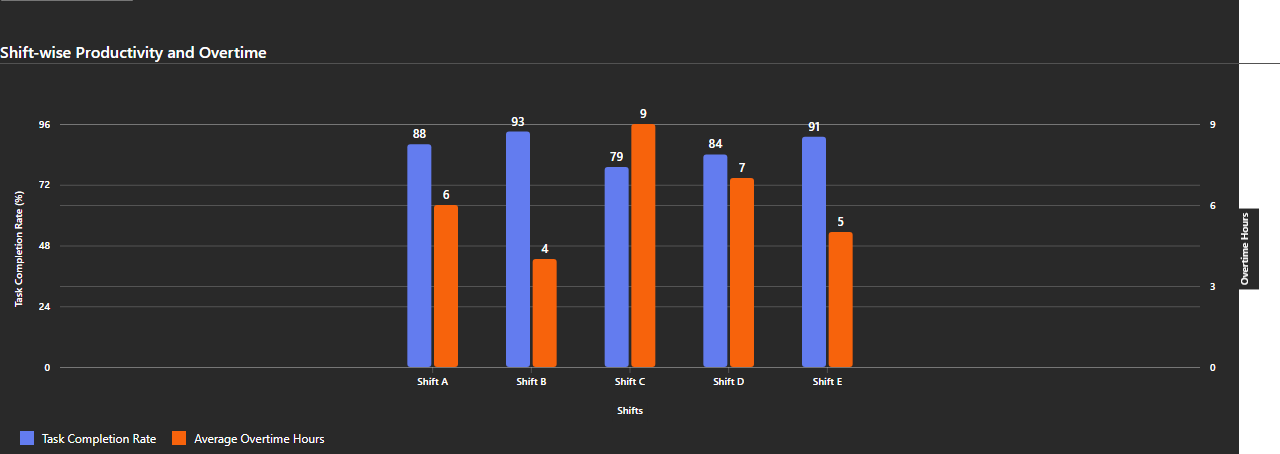 Shift-wise Productivity and Overtime
9
96 88 93 91 9
79 84
7
72
6 6
5
48
4
3
24
0 0
Task Completion Rate (%)
Overtime Hours
Shift A Shift B Shift C Shift D Shift E
Shifts
Task Completion Rate Average Overtime Hours